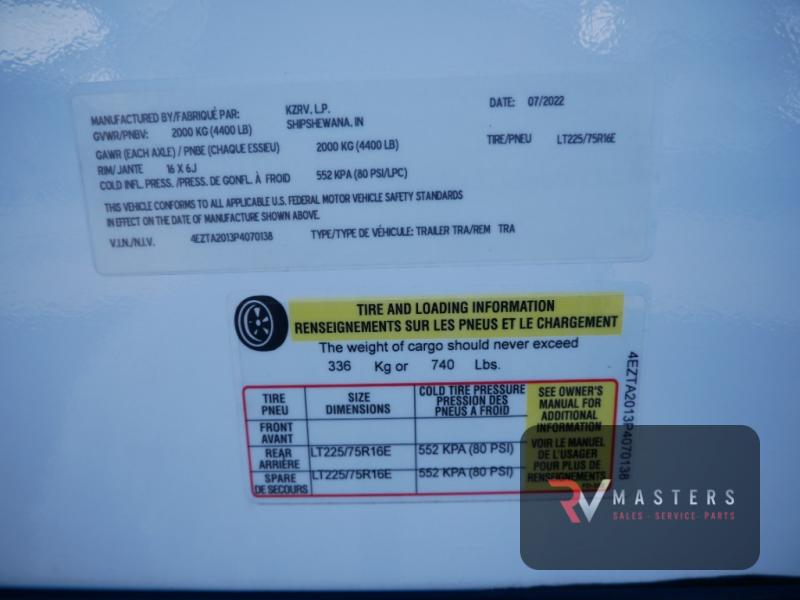 MANUFACTURED BY/FABRIQUÉ PAR: KZRV, L.P. DATE: 07/2022
GVWR/PNBV: 2000 KG (4400 LB) SHIPSHEWANA, IN
GAWR (EACH AXLE) / PNBE (CHAQUE ESSIEU) 2000 KG (4400 LB) TIRE/PNEU LT225/75R16E
RIM/JANTE 16 X 6J
COLD INFL. PRESS. /PRESS. DE GONFL. À FROID 552 KPA (80 PSI/LPC)
THIS VEHICLE CONFORMS TO ALL APPLICABLE U.S. FEDERAL MOTOR VEHICLE SAFETY STANDARDS
IN EFFECT ON THE DATE OF MANUFACTURE SHOWN ABOVE.
V.I.N./N.I.V. 4EZTA2013P4070138 TYPE/TYPE DE VÉHICULE: TRAILER TRA/REM TRA
TIRE AND LOADING INFORMATION
RENSEIGNEMENTS SUR LES PNEUS ET LE CHARGEMENT
The weight of cargo should never exceed
336 Kg or 740 Lbs.
TIRE PNEU
SIZE DIMENSIONS
COLD TIRE PRESSURE
PRESSION DES
PNEUS A FROID
FRONT
AVANT
REAR
ARRIÈRE
LT225/75R16E 552 KPA (80 PSI)
SPARE
DE SECOURS
LT225/75R16E 552 KPA (80 PSI)
SEE OWNER'S
MANUAL FOR
ADDITIONAL
INFORMATION
VOIR LE MANUEL
DE L'USAGER
POUR PLUS DE
RENSEIGNEMENTS
4EZTA2013P4070138
RV MASTERS
SALES - SERVICE - PARTS